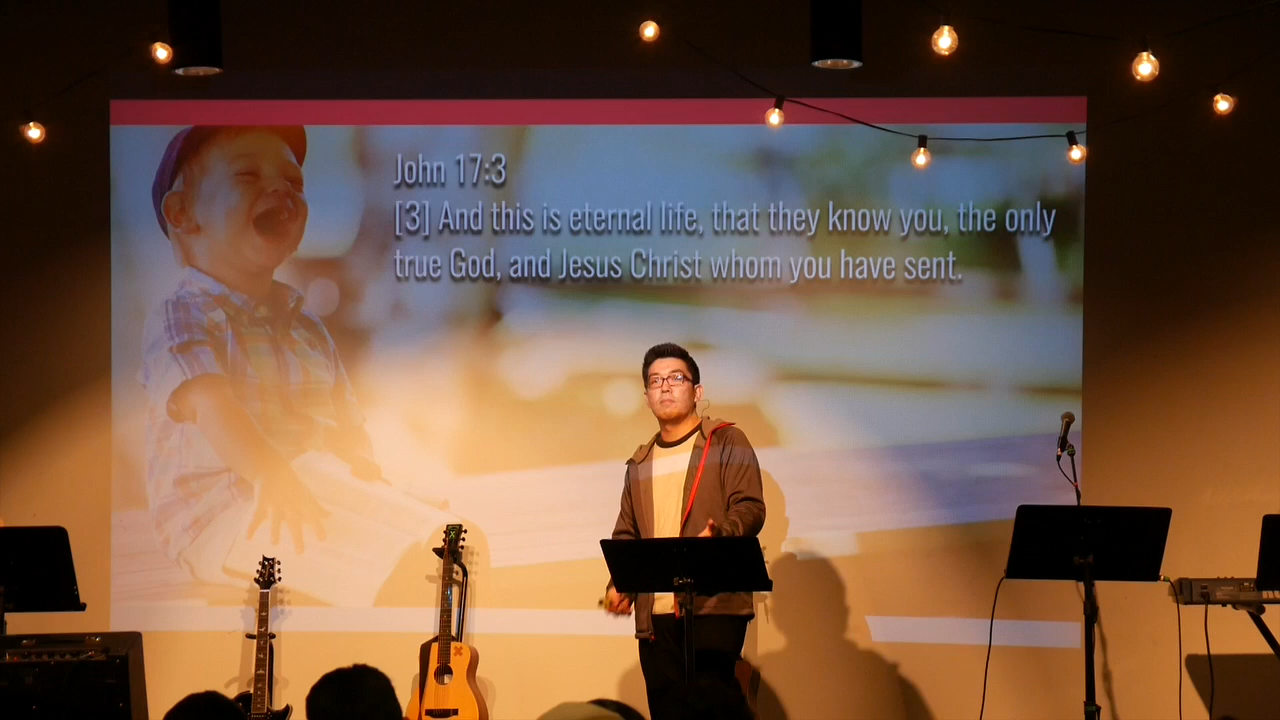 John 17:3
[3] And this is eternal life, that they know you, the only
true God, and Jesus Christ whom you have sent.